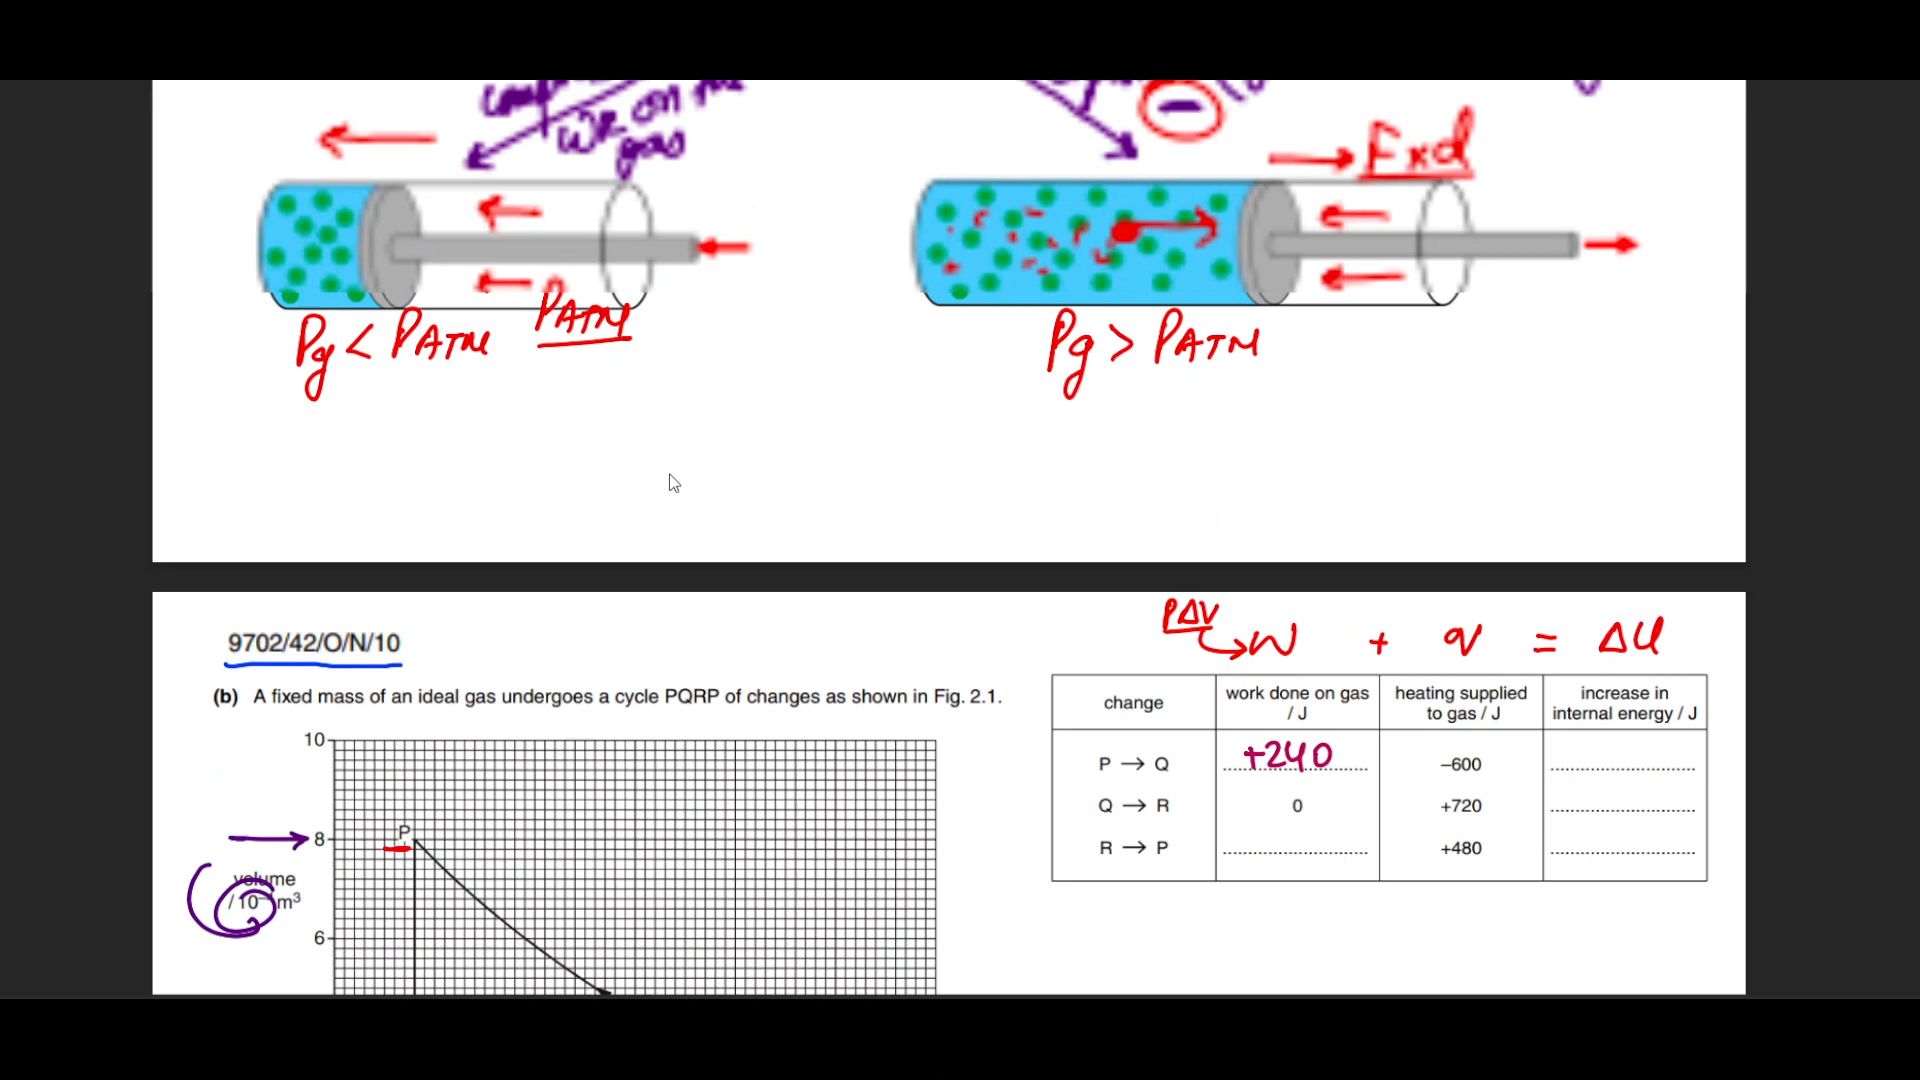 we on the
gas
F x d
Pg < PATM PATM
Pg > PATM
PΔV
W + q = ΔU
9702/42/O/N/10
(b) A fixed mass of an ideal gas undergoes a cycle PQRP of changes as shown in Fig. 2.1.
change work done on gas / J heating supplied to gas / J increase in internal energy / J
P → Q +240 –600 ..............................
Q → R 0 +720 ..............................
R → P .............................. +480 ..............................
10
8
P
volume
/ 10 m³
6